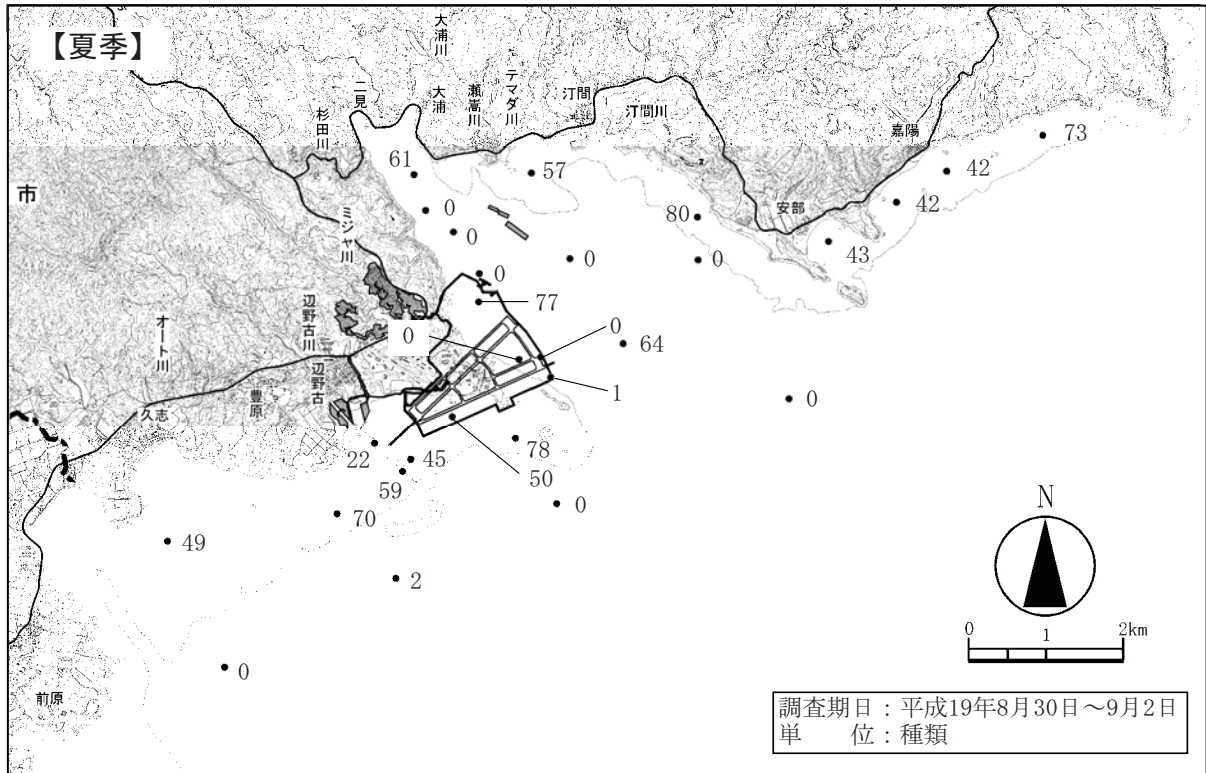 【夏季】
大浦川
大浦
二見
杉田川
瀬嵩川
テマダ川
汀間
汀間川
嘉陽
安部
市
ミジャ川
辺野古川
辺野古
オート川
豊原
久志
前原
73
61
57
42
42
0
80
0
43
0
0
0
77
0
0
64
1
0
22
45
78
59
50
0
70
49
2
0
N
0 1 2km
調査期日：平成19年8月30日～9月2日
単　　位：種類